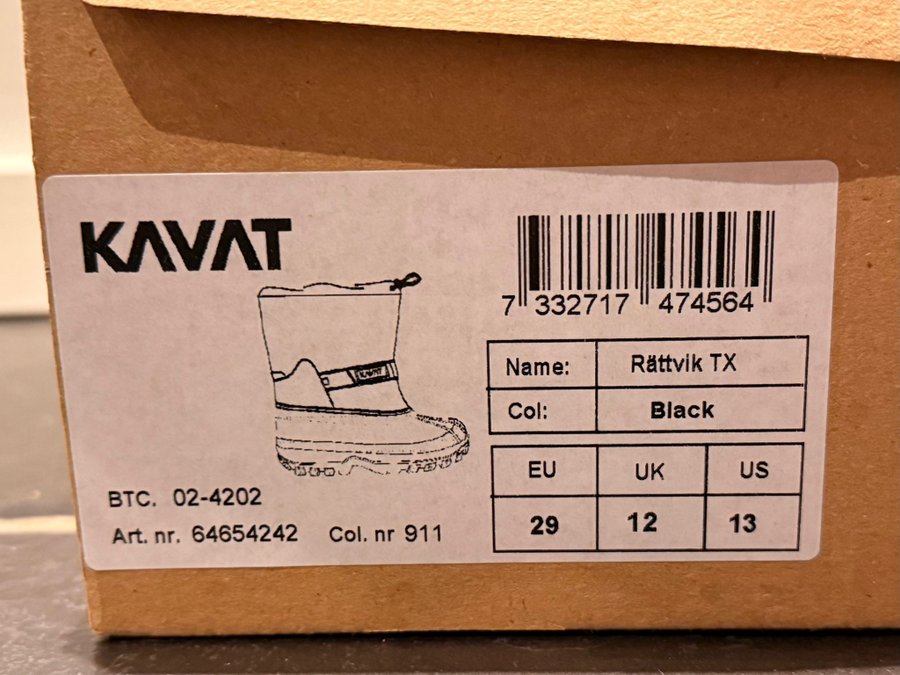 KAVAT
7 332717 474564
Name: Rättvik TX
Col: Black
KAVAT
EU UK US
29 12 13
BTC. 02-4202
Art. nr. 64654242 Col. nr 911